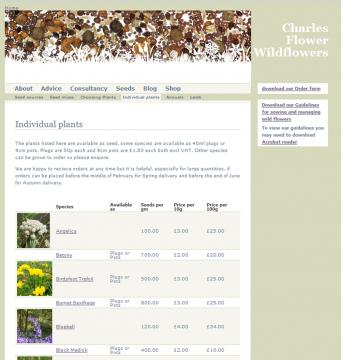 Home
Charles
Flower
Wildflowers
About Advice Consultancy Seeds Blog Shop
Seed sources Seed mixes Choosing Plants Individual plants Annuals Lamb
download our Order Form
Download our Guidelines
for sowing and managing
wild flowers
To view our guidelines you
may need to download
Acrobat reader
Individual plants
The plants listed here are available as seed, some species are available as 40ml plugs or
9cm pots. Plugs are 50p each and 9cm pots are £1.50 each both excl VAT. Other species
can be grown to order so please enquire.
We are happy to recieve orders at any time but it is helpful, especially for large quantities, if
orders can be placed before the middle of February for Spring delivery and before the end of June
for Autumn delivery.
Species Available as Seeds per gm Price per 10g Price per 100g
Angelica 100.00 £3.00 £25.00
Betony Plugs or Pots 700.00 £2.00 £20.00
Birdsfoot Trefoil Plugs or Pots 500.00 £3.00 £25.00
Burnet Saxifrage Plugs or Pots 800.00 £3.00 £25.00
Bluebell 120.00 £4.00 £34.00
Black Medick Plugs or Pots 400.00 £2.00 £10.00